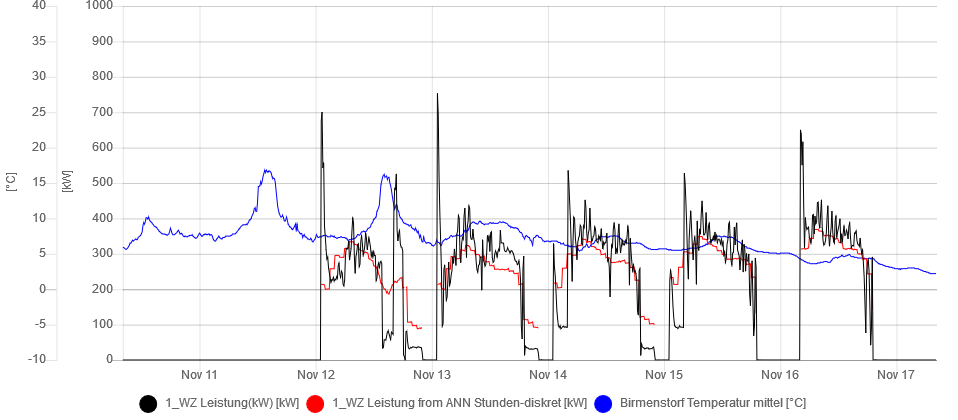 40 1000
35 900
30 800
25 700
20 600
15 500
10 400
5 300
0 200
-5 100
-10 0
[°C]
[kW]
Nov 11 Nov 12 Nov 13 Nov 14 Nov 15 Nov 16 Nov 17
1_WZ Leistung(kW) [kW] 1_WZ Leistung from ANN Stunden-diskret [kW] Birmenstorf Temperatur mittel [°C]